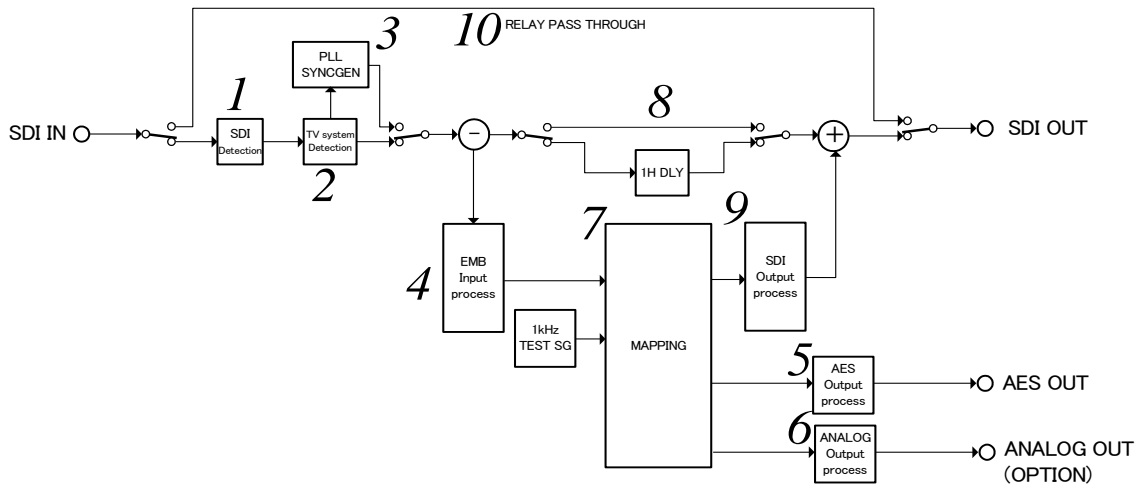 10 RELAY PASS THROUGH
3
PLL
SYNCGEN
1
8
SDI IN
SDI
Detection
TV system
Detection
−
+
SDI OUT
2
1H DLY
7
9
4
EMB
Input
process
SDI
Output
process
1kHz
TEST SG
MAPPING
5
AES
Output
process
AES OUT
6
ANALOG
Output
process
ANALOG OUT
(OPTION)